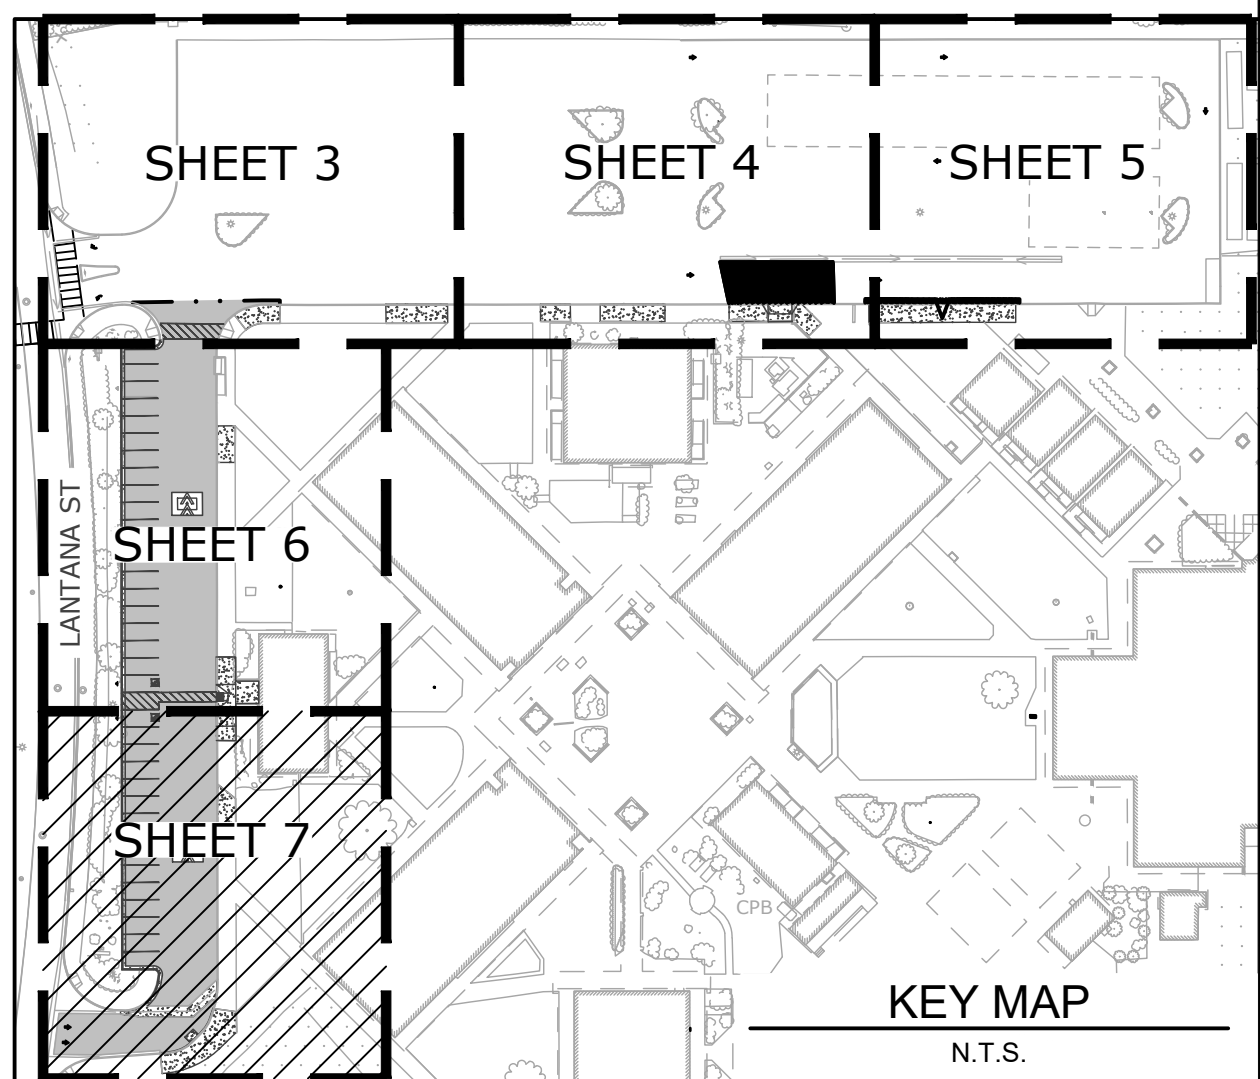 SHEET 3
SHEET 4
SHEET 5
LANTANA ST
SHEET 6
SHEET 7
CPB
KEY MAP
N.T.S.